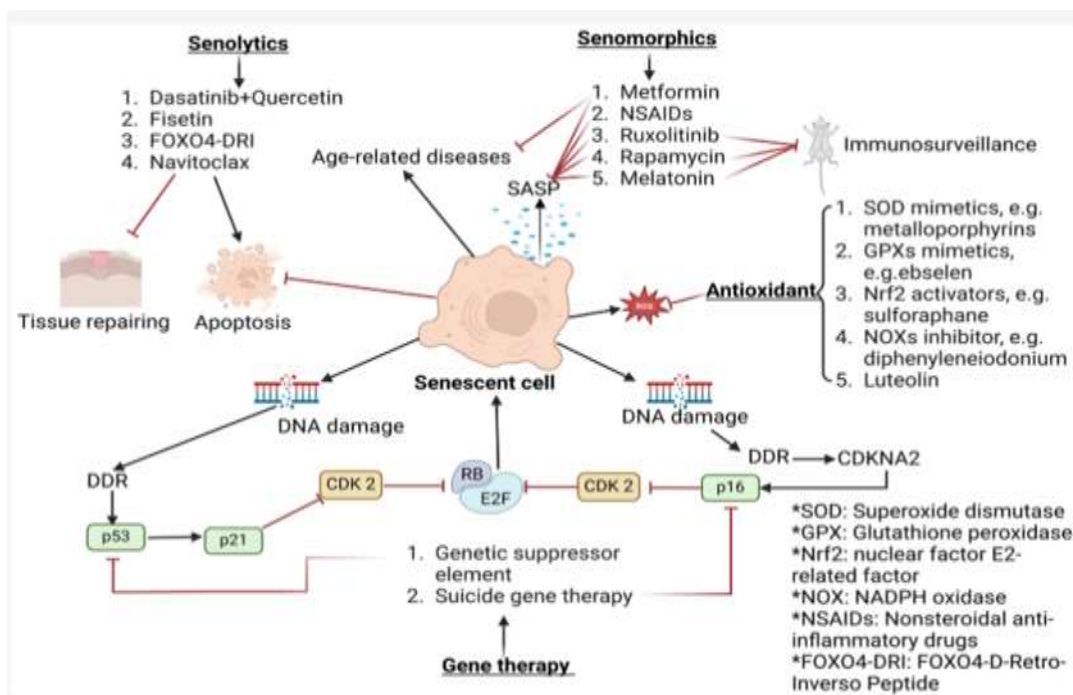 Senolytics
1. Dasatinib+Quercetin
2. Fisetin
3. FOXO4-DRI
4. Navitoclax
Senomorphics
1. Metformin
2. NSAIDs
3. Ruxolitinib
4. Rapamycin
5. Melatonin
Age-related diseases
SASP
Immunosurveillance
Tissue repairing
Apoptosis
ROS
Antioxidant
1. SOD mimetics, e.g.
metalloporphyrins
2. GPXs mimetics,
e.g.ebselen
3. Nrf2 activators, e.g.
sulforaphane
4. NOXs inhibitor, e.g.
diphenyleneiodonium
5. Luteolin
Senescent cell
DNA damage
DNA damage
DDR
DDR
CDKNA2
CDK 2
RB
E2F
CDK 2
p16
p53
p21
1. Genetic suppressor
element
2. Suicide gene therapy
Gene therapy
*SOD: Superoxide dismutase
*GPX: Glutathione peroxidase
*Nrf2: nuclear factor E2-
related factor
*NOX: NADPH oxidase
*NSAIDs: Nonsteroidal anti-
inflammatory drugs
*FOXO4-DRI: FOXO4-D-Retro-
Inverso Peptide